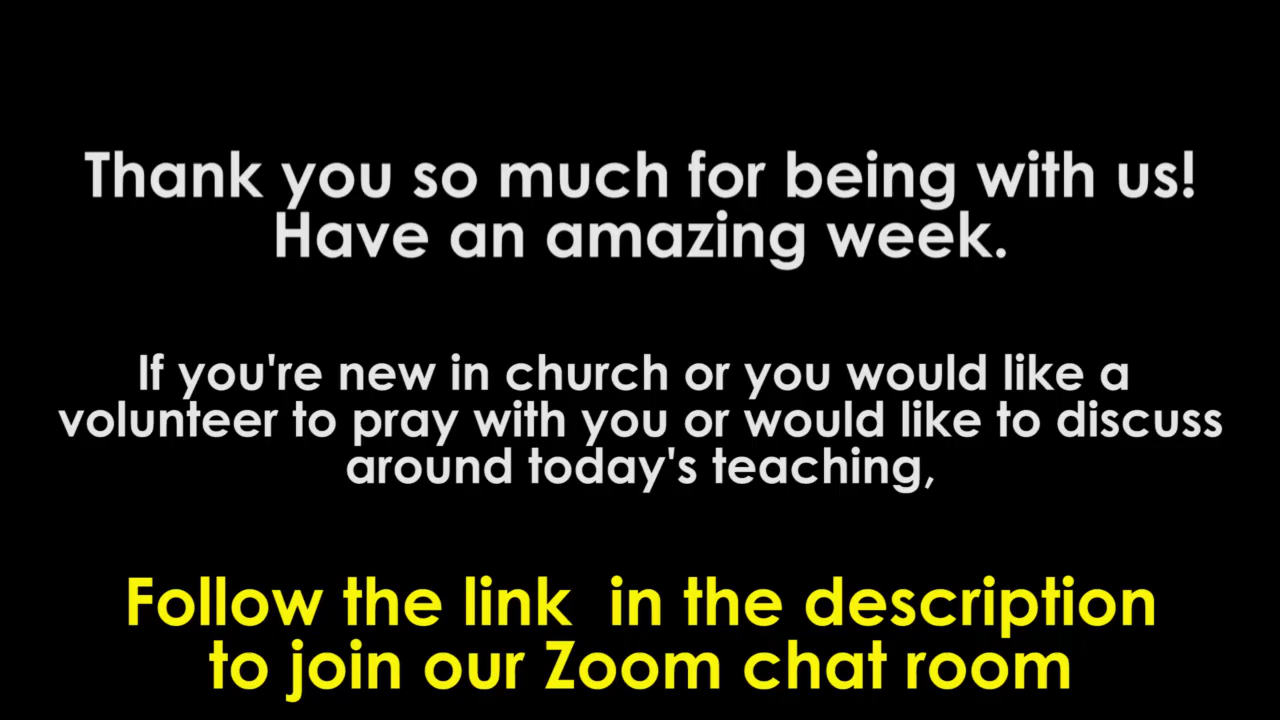 Thank you so much for being with us!
Have an amazing week.
If you're new in church or you would like a
volunteer to pray with you or would like to discuss
around today's teaching,
Follow the link  in the description
to join our Zoom chat room